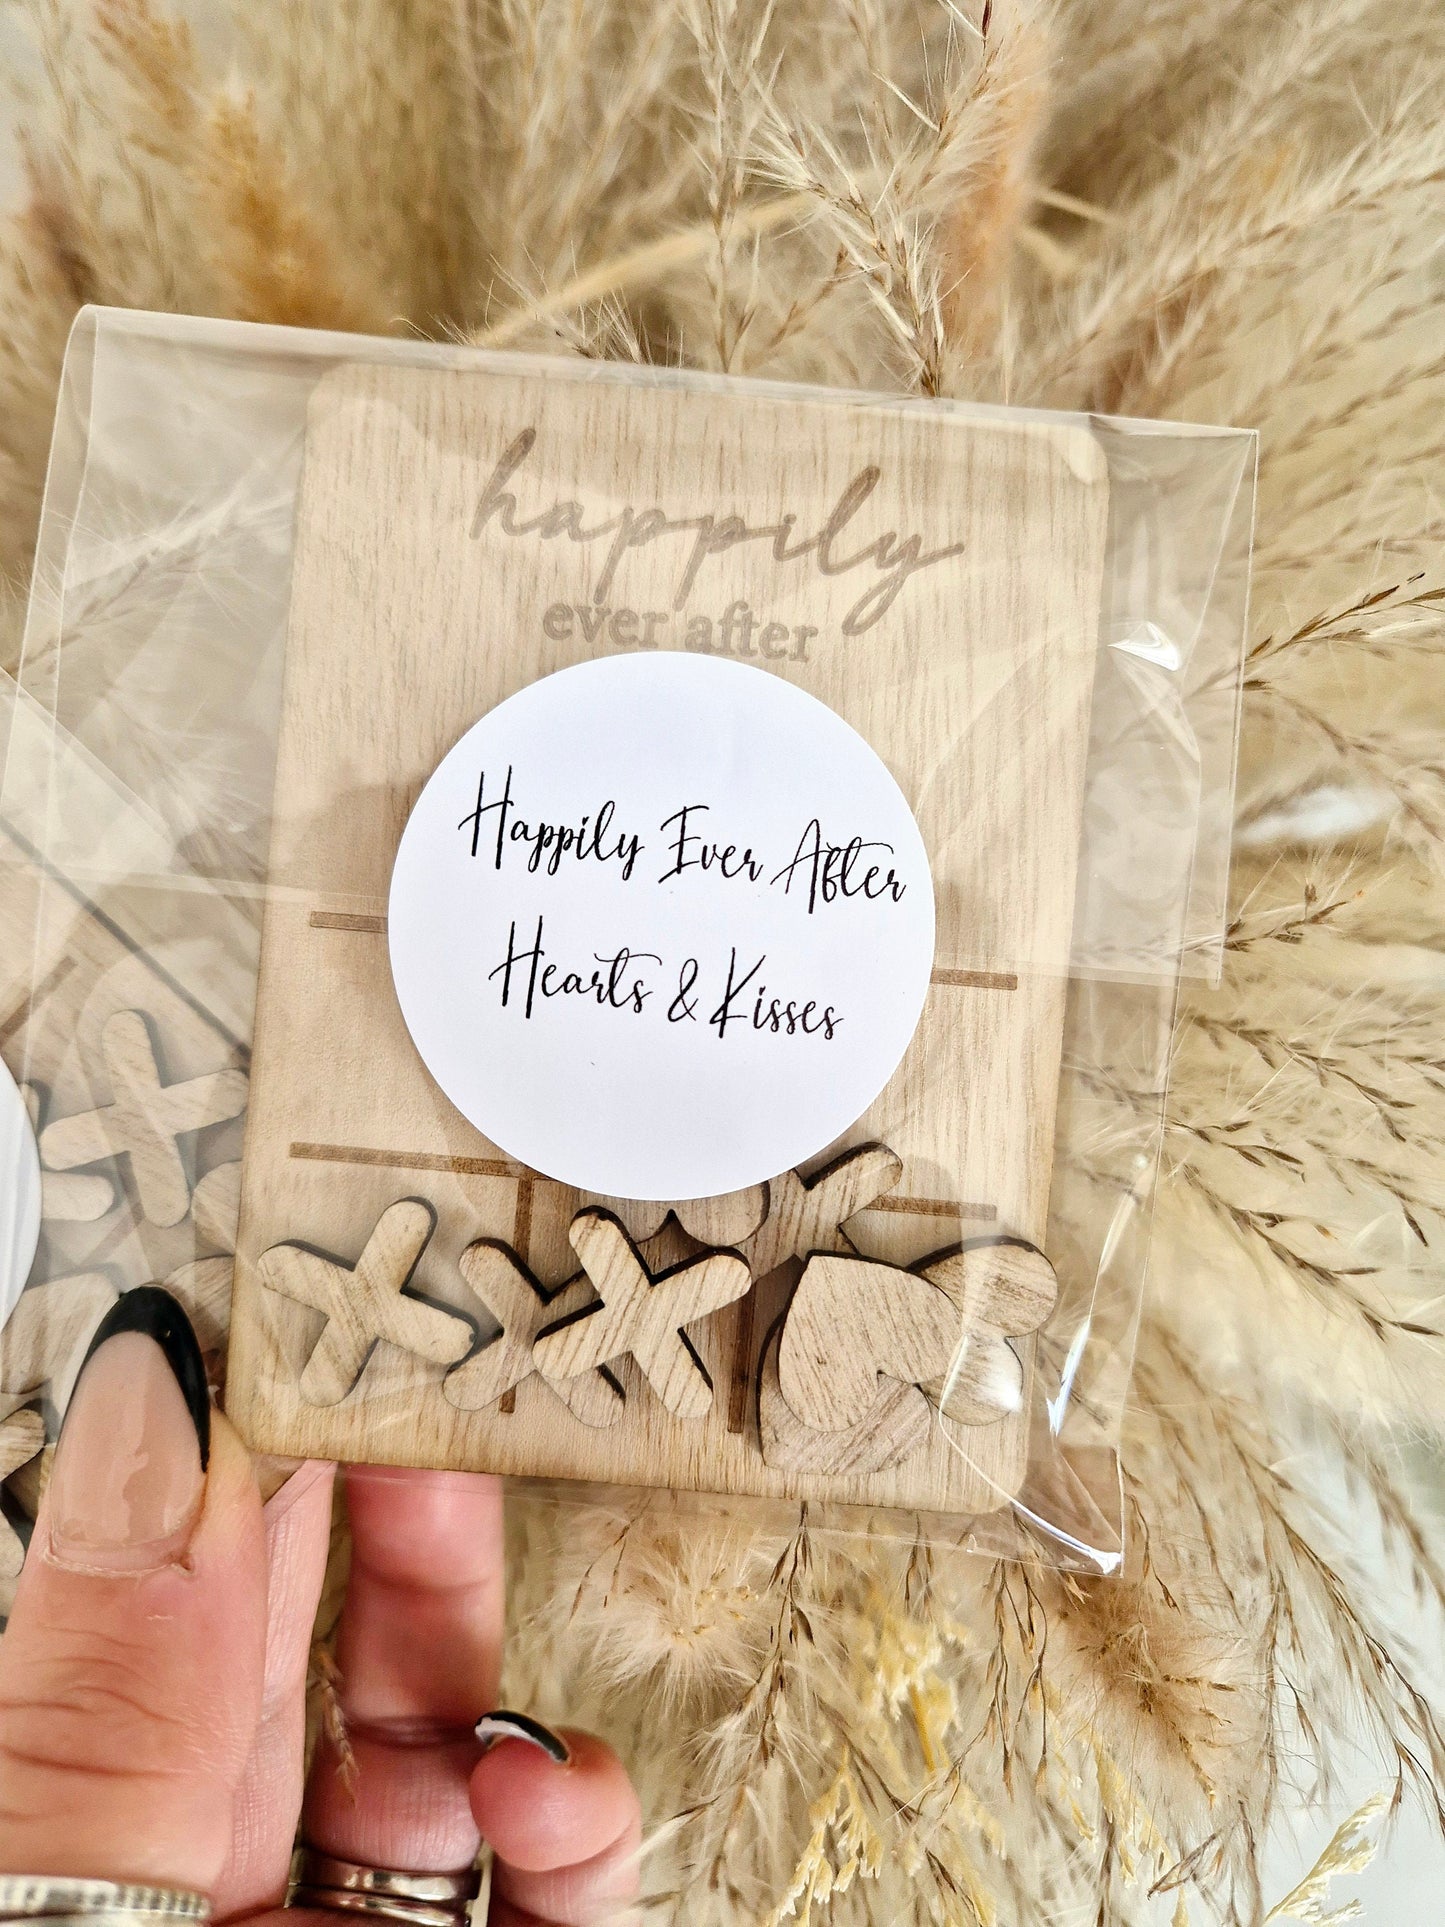 happily
ever after
Happily Ever After
Hearts & Kisses